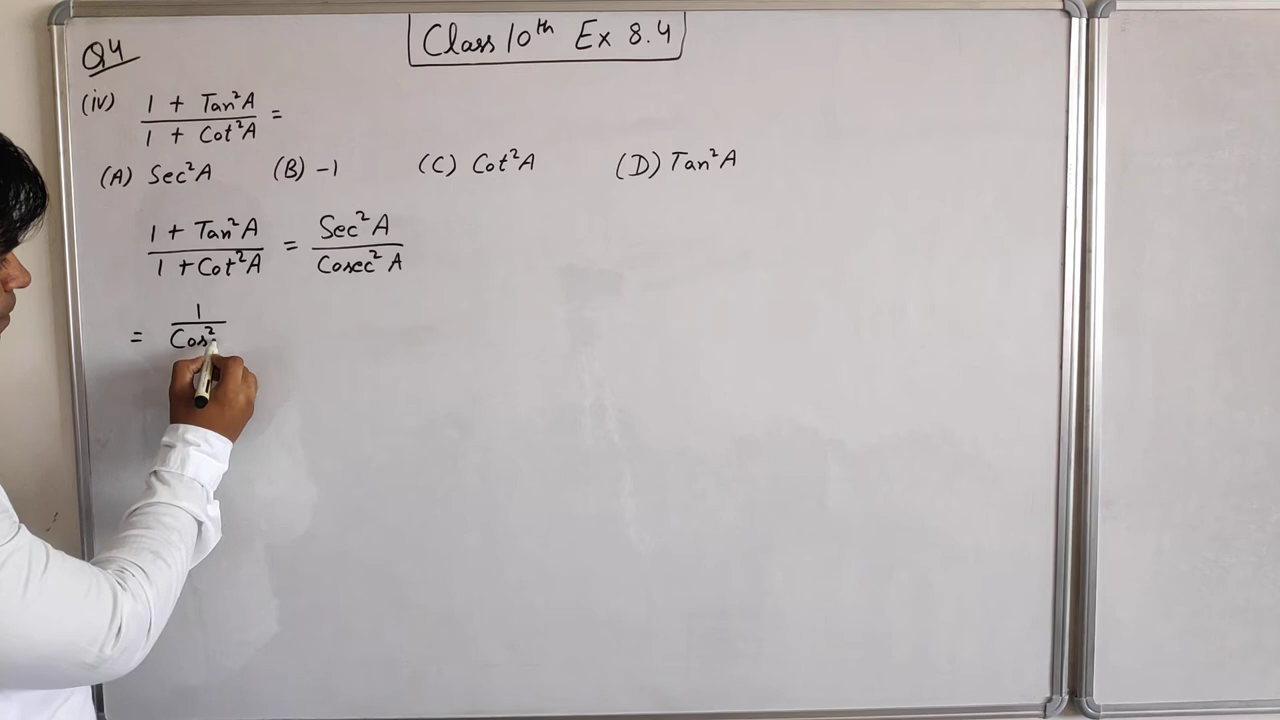 Class 10th Ex 8.4
Q4
(iv) 1 + Tan²A / 1 + Cot²A =
(A) Sec²A (B) -1 (C) Cot²A (D) Tan²A
1 + Tan²A / 1 + Cot²A = Sec²A / Cosec²A
= 1 / Cos²